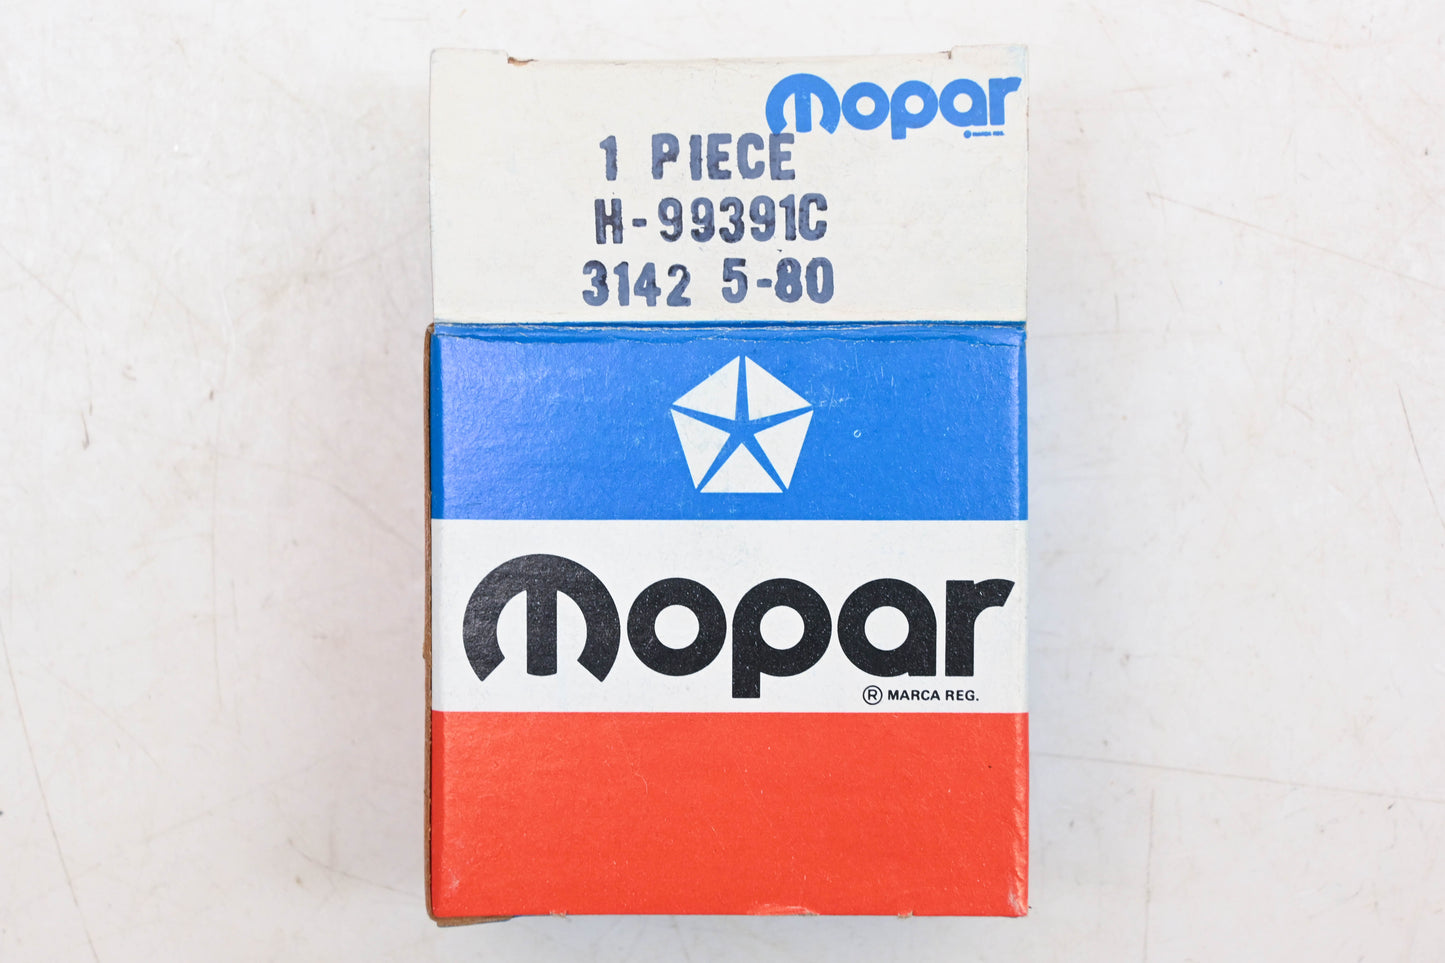 mopar
® MARCA REG.
1 PIECE
H-99391C
3142 5-80
mopar
® MARCA REG.